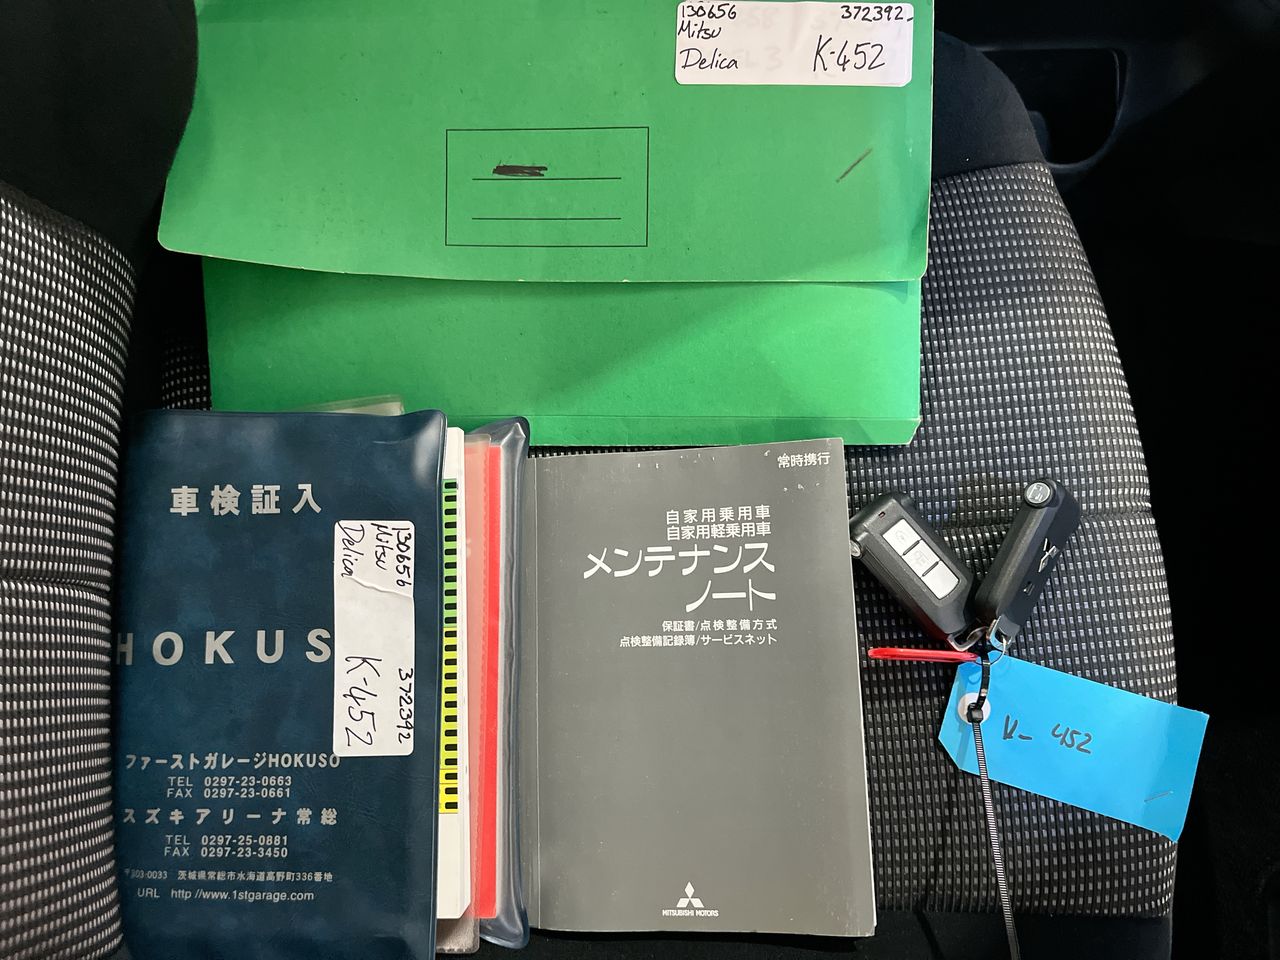 130656 372392
Mitsu
Delica K-452
車検証入
HOKUS
ファーストガレージHOKUSO
TEL 0297-23-0663
FAX 0297-23-0661
スズキアリーナ常総
TEL 0297-25-0881
FAX 0297-23-3450
〒303-0033 茨城県常総市水海道高野町336番地
URL http://www.1stgarage.com
130656 372392
Mitsu
Delica K-452
常時携行
自家用乗用車
自家用軽乗用車
メンテナンス
ノート
保証書/点検整備方式
点検整備記録簿/サービスネット
MITSUBISHI MOTORS
K- 452